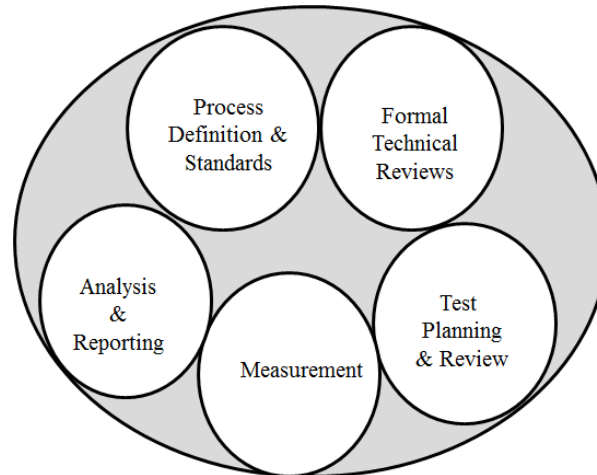 Process
Definition &
Standards
Formal
Technical
Reviews
Analysis
&
Reporting
Measurement
Test
Planning
& Review